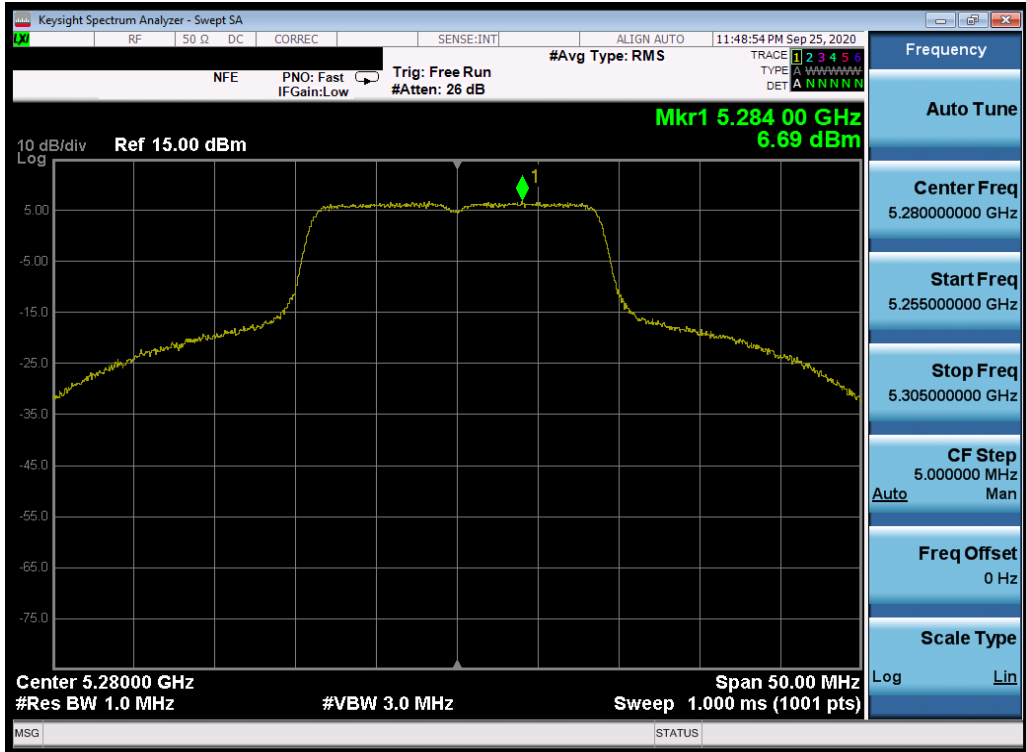 Keysight Spectrum Analyzer - Swept SA
LXI RF 50 Ω DC CORREC SENSE:INT ALIGN AUTO 11:48:54 PM Sep 25, 2020
#Avg Type: RMS TRACE 1 2 3 4 5 6
NFE PNO: Fast Trig: Free Run TYPE A WWWWW
IFGain:Low #Atten: 26 dB DET A N N N N N
Mkr1 5.284 00 GHz
6.69 dBm
10 dB/div Ref 15.00 dBm
Log
1
5.00
-5.00
-15.0
-25.0
-35.0
-45.0
-55.0
-65.0
-75.0
Center 5.28000 GHz Span 50.00 MHz
#Res BW 1.0 MHz #VBW 3.0 MHz Sweep 1.000 ms (1001 pts)
MSG STATUS
Frequency
Auto Tune
Center Freq
5.280000000 GHz
Start Freq
5.255000000 GHz
Stop Freq
5.305000000 GHz
CF Step
5.000000 MHz
Auto Man
Freq Offset
0 Hz
Scale Type
Log Lin